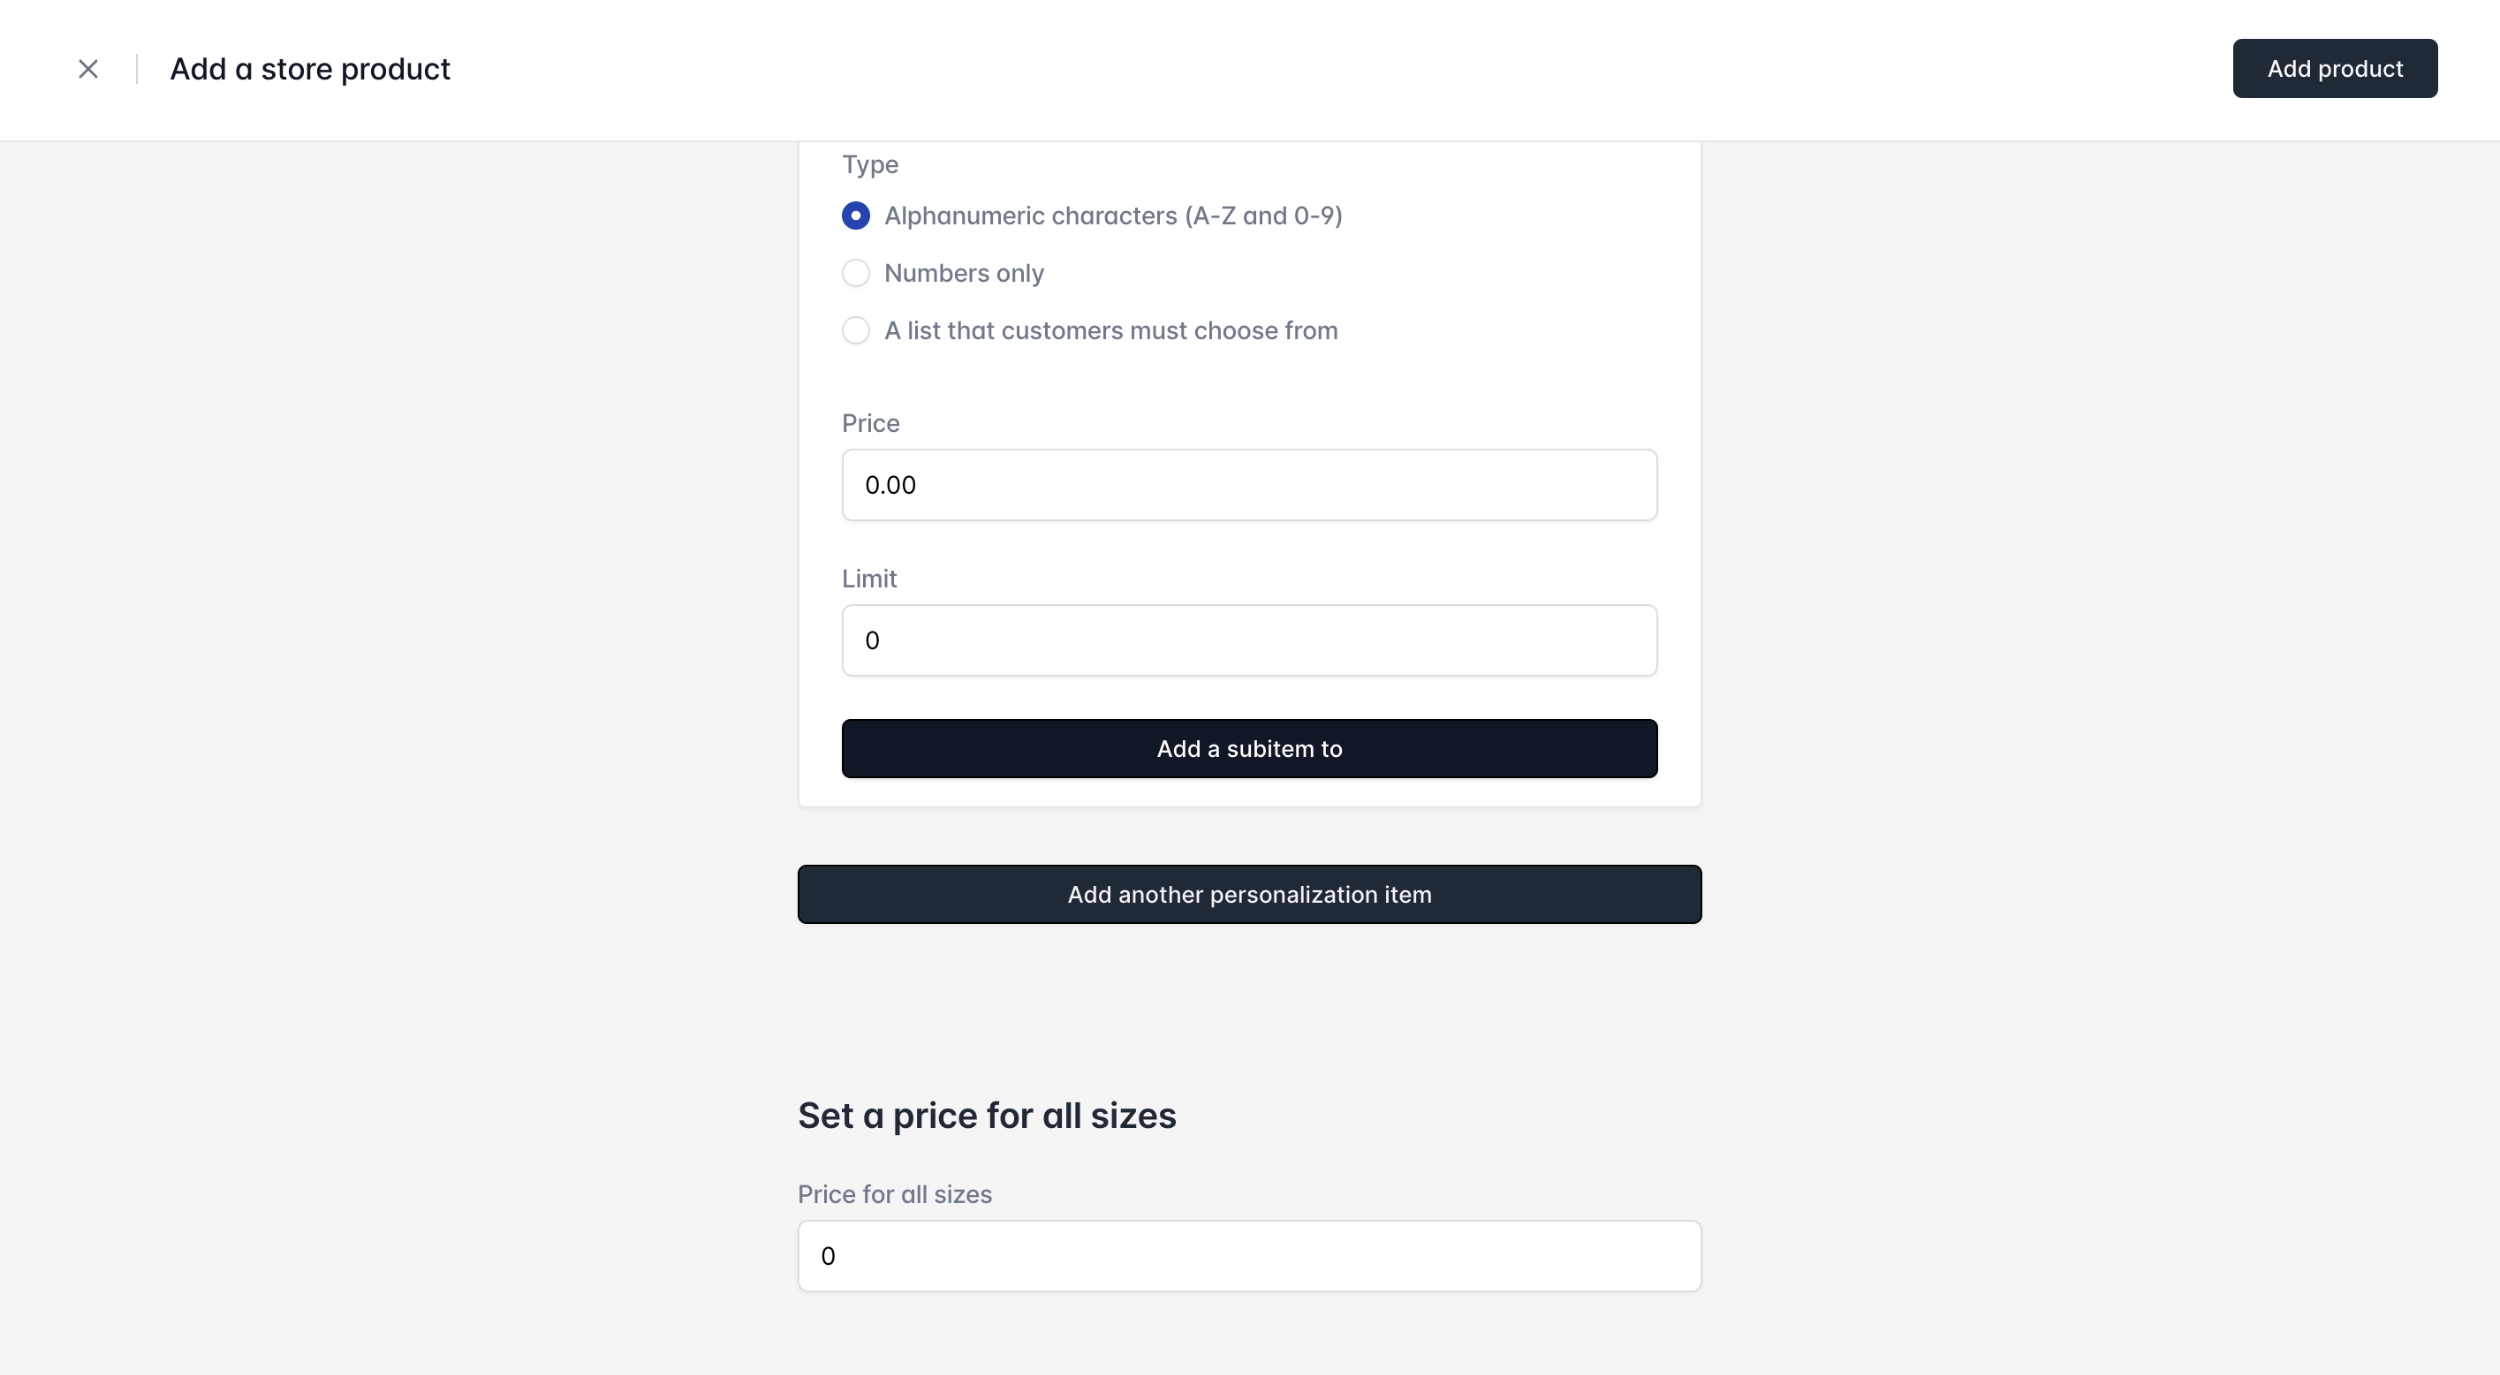 Add a store product
Add product
Type
Alphanumeric characters (A-Z and 0-9)
Numbers only
A list that customers must choose from
Price
0.00
Limit
0
Add a subitem to
Add another personalization item
Set a price for all sizes
Price for all sizes
0